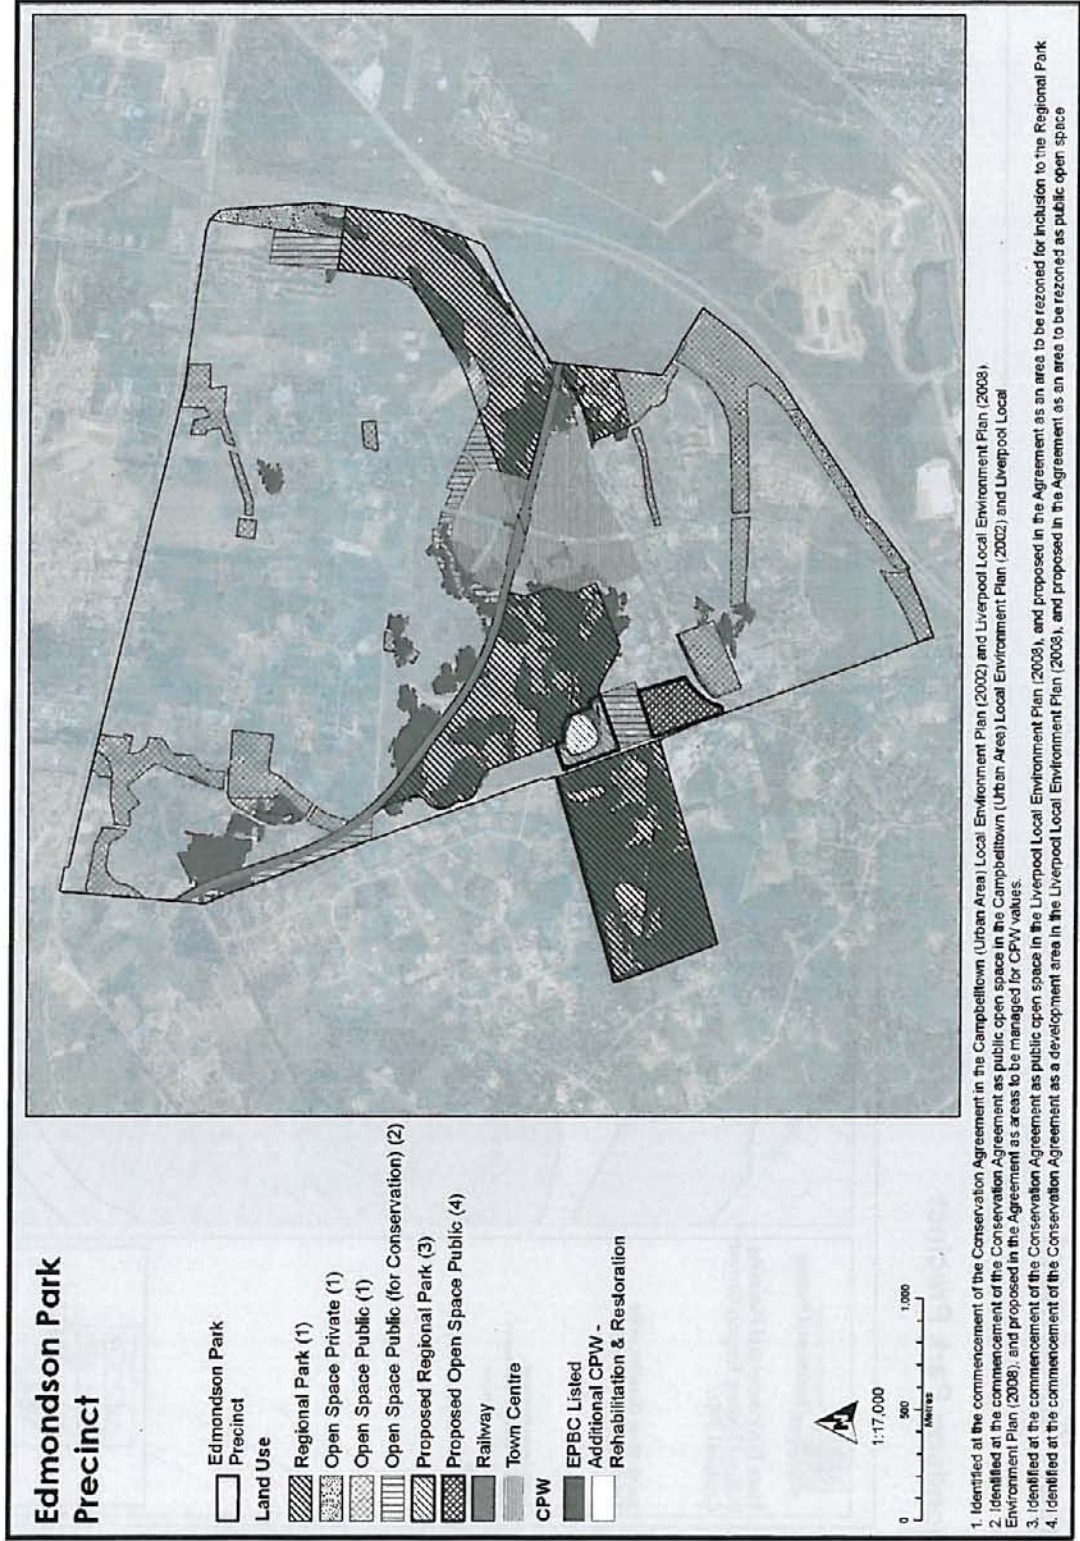 Edmondson Park
Precinct
Edmondson Park
Precinct
Land Use
Regional Park (1)
Open Space Private (1)
Open Space Public (1)
Open Space Public (for Conservation) (2)
Proposed Regional Park (3)
Proposed Open Space Public (4)
Railway
Town Centre
CPW
EPBC Listed
Additional CPW -
Rehabilitation & Restoration
N
1:17,000
0 500 1,000
Metres
1. Identified at the commencement of the Conservation Agreement in the Campbelltown (Urban Area) Local Environment Plan (2002) and Liverpool Local Environment Plan (2008).
2. Identified at the commencement of the Conservation Agreement as public open space in the Campbelltown (Urban Area) Local Environment Plan (2002) and Liverpool Local
Environment Plan (2008), and proposed in the Agreement as areas to be managed for CPW values.
3. Identified at the commencement of the Conservation Agreement as public open space in the Liverpool Local Environment Plan (2008), and proposed in the Agreement as an area to be rezoned for inclusion to the Regional Park
4. Identified at the commencement of the Conservation Agreement as a development area in the Liverpool Local Environment Plan (2008), and proposed in the Agreement as an area to be rezoned as public open space